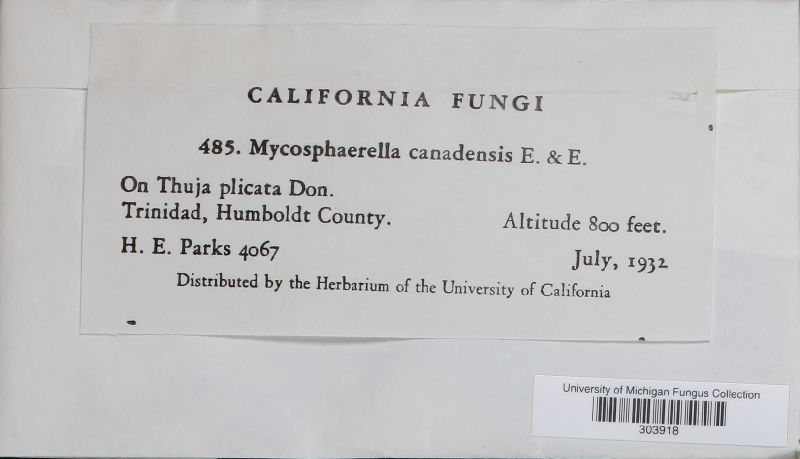 CALIFORNIA FUNGI
485. Mycosphaerella canadensis E. & E.
On Thuja plicata Don.
Trinidad, Humboldt County. Altitude 800 feet.
H. E. Parks 4067 July, 1932
Distributed by the Herbarium of the University of California
University of Michigan Fungus Collection
303918